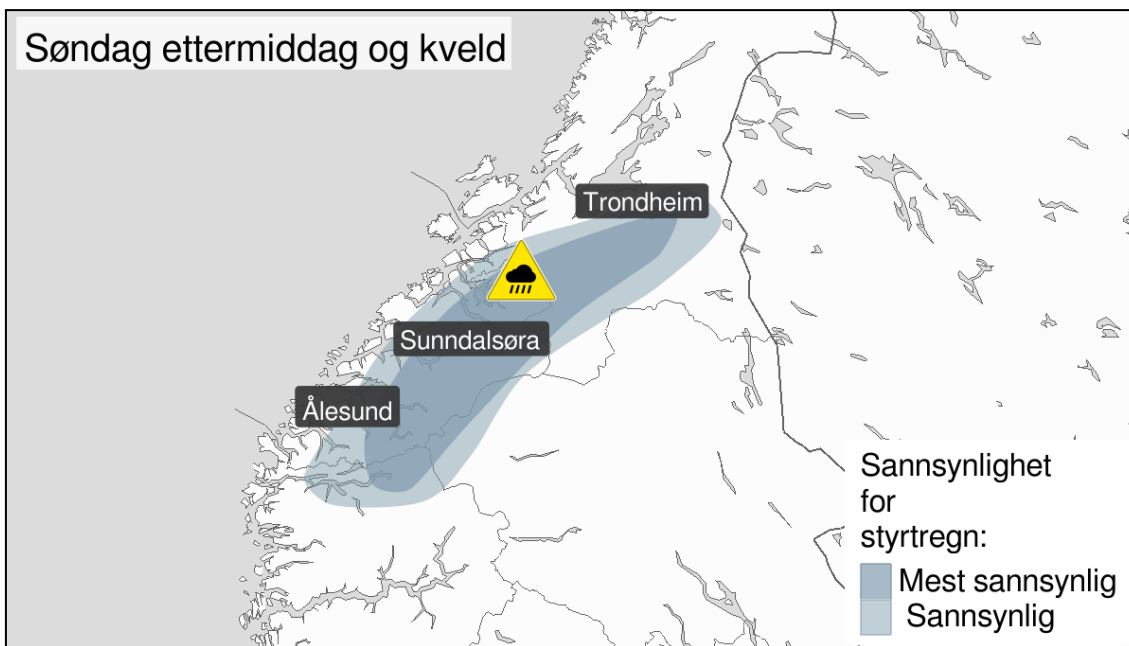 Søndag ettermiddag og kveld
Trondheim
Sunndalsøra
Ålesund
Sannsynlighet
for
styrtregn:
Mest sannsynlig
Sannsynlig